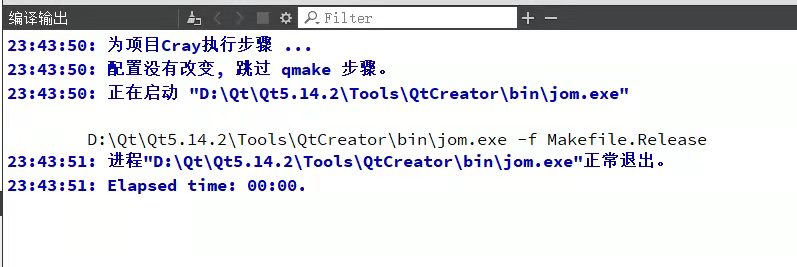 编译输出 Filter
23:43:50: 为项目Cray执行步骤 ...
23:43:50: 配置没有改变, 跳过 qmake 步骤。
23:43:50: 正在启动 "D:\Qt\Qt5.14.2\Tools\QtCreator\bin\jom.exe"
D:\Qt\Qt5.14.2\Tools\QtCreator\bin\jom.exe -f Makefile.Release
23:43:51: 进程"D:\Qt\Qt5.14.2\Tools\QtCreator\bin\jom.exe"正常退出。
23:43:51: Elapsed time: 00:00.